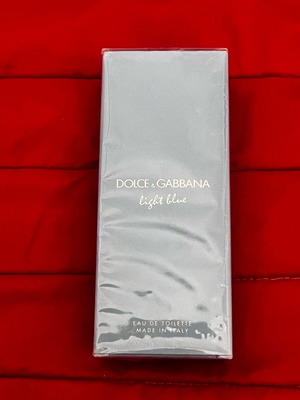 DOLCE & GABBANA
light blue
EAU DE TOILETTE
MADE IN ITALY